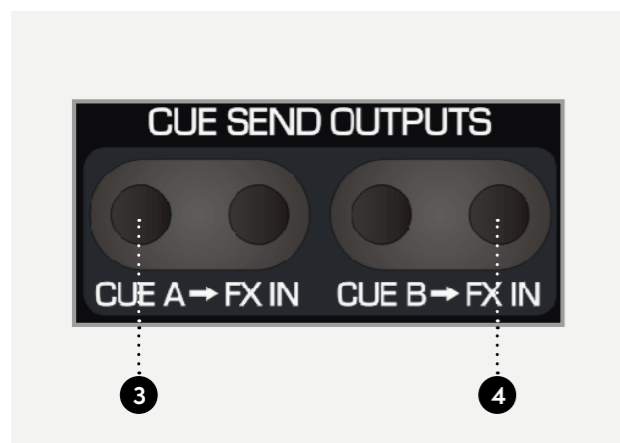 CUE SEND OUTPUTS
CUE A→FX IN CUE B→FX IN
3 4